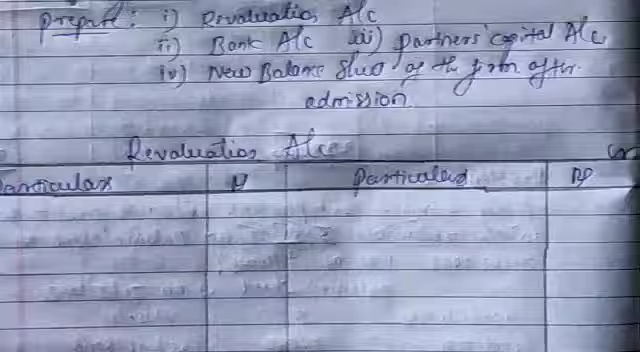 Prepare: i) Revaluation A/c
ii) Bank A/c iii) Partners' capital A/c
iv) New Balance Sheet of the firm after
admission.
Revaluation A/c
Cr
Particulars Particulars